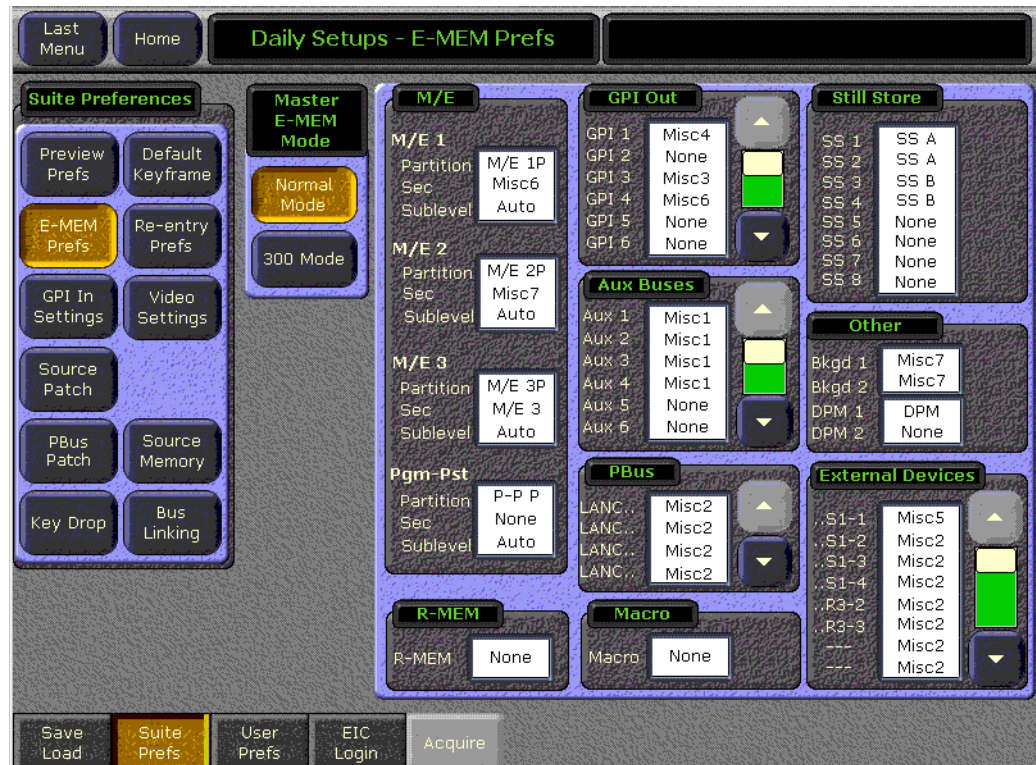 Last Menu
Home
Daily Setups - E-MEM Prefs
Suite Preferences
Preview Prefs
Default Keyframe
E-MEM Prefs
Re-entry Prefs
GPI In Settings
Video Settings
Source Patch
PBus Patch
Source Memory
Key Drop
Bus Linking
Master E-MEM Mode
Normal Mode
300 Mode
M/E
M/E 1
Partition M/E 1P
Sec Misc6
Sublevel Auto
M/E 2
Partition M/E 2P
Sec Misc7
Sublevel Auto
M/E 3
Partition M/E 3P
Sec M/E 3
Sublevel Auto
Pgm-Pst
Partition P-P P
Sec None
Sublevel Auto
R-MEM
R-MEM None
GPI Out
GPI 1 Misc4
GPI 2 None
GPI 3 Misc3
GPI 4 Misc6
GPI 5 None
GPI 6 None
Aux Buses
Aux 1 Misc1
Aux 2 Misc1
Aux 3 Misc1
Aux 4 Misc1
Aux 5 None
Aux 6 None
PBus
LANC.. Misc2
LANC.. Misc2
LANC.. Misc2
LANC.. Misc2
Macro
Macro None
Still Store
SS 1 SS A
SS 2 SS A
SS 3 SS B
SS 4 SS B
SS 5 None
SS 6 None
SS 7 None
SS 8 None
Other
Bkgd 1 Misc7
Bkgd 2 Misc7
DPM 1 DPM
DPM 2 None
External Devices
..S1-1 Misc5
..S1-2 Misc2
..S1-3 Misc2
..S1-4 Misc2
..R3-2 Misc2
..R3-3 Misc2
--- Misc2
--- Misc2
Save Load
Suite Prefs
User Prefs
EIC Login
Acquire